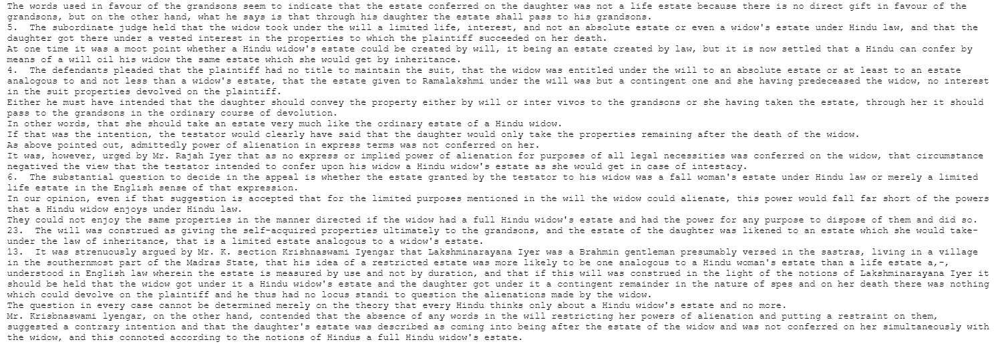 The words used in favour of the grandsons seem to indicate that the estate conferred on the daughter was not a life estate because there is no direct gift in favour of the
grandsons, but on the other hand, what he says is that through his daughter the estate shall pass to his grandsons.
5.  The subordinate judge held that the widow took under the will a limited life, interest, and not an absolute estate or even a widow's estate under Hindu law, and that the
daughter got there under a vested interest in the properties to which the plaintiff succeeded on her death.
At one time it was a moot point whether a Hindu widow's estate could be created by will, it being an estate created by law, but it is now settled that a Hindu can confer by
means of a will oil his widow the same estate which she would get by inheritance.
4.  The defendants pleaded that the plaintiff had no title to maintain the suit, that the widow was entitled under the will to an absolute estate or at least to an estate
analogous to and not less than a widow's estate, that the estate given to Ramalakshmi under the will was but a contingent one and she having predeceased the widow, no interest
in the suit properties devolved on the plaintiff.
Either he must have intended that the daughter should convey the property either by will or inter vivos to the grandsons or she having taken the estate, through her it should
pass to the grandsons in the ordinary course of devolution.
In other words, that she should take an estate very much like the ordinary estate of a Hindu widow.
If that was the intention, the testator would clearly have said that the daughter would only take the properties remaining after the death of the widow.
As above pointed out, admittedly power of alienation in express terms was not conferred on her.
It was, however, urged by Mr. Rajah Iyer that as no express or implied power of alienation for purposes of all legal necessities was conferred on the widow, that circumstance
negatived the view that the testator intended to confer upon his widow a Hindu widow's estate as she would get in case of intestacy.
6.  The substantial question to decide in the appeal is whether the estate granted by the testator to his widow was a fall woman's estate under Hindu law or merely a limited
life estate in the English sense of that expression.
In our opinion, even if that suggestion is accepted that for the limited purposes mentioned in the will the widow could alienate, this power would fall far short of the powers
that a Hindu widow enjoys under Hindu law.
They could not enjoy the same properties in the manner directed if the widow had a full Hindu widow's estate and had the power for any purpose to dispose of them and did so.
23.  The will was construed as giving the self-acquired properties ultimately to the grandsons, and the estate of the daughter was likened to an estate which she would take-
under the law of inheritance, that is a limited estate analogous to a widow's estate.
13.  It was strenuously argued by Mr. K. section Krishnaswami Iyengar that Lakshminarayana Iyer was a Brahmin gentleman presumably versed in the sastras, living in a village
in the southernmost part of the Madras State, that his idea of a restricted estate was more likely to be one analogous to a Hindu woman's estate than a life estate a,-,
understood in English law wherein the estate is measured by use and not by duration, and that if this will was construed in the light of the notions of Lakshminarayana Iyer it
should be held that the widow got under it a Hindu widow's estate and the daughter got under it a contingent remainder in the nature of spes and on her death there was nothing
which could devolve on the plaintiff and he thus had no locus standi to question the alienations made by the widow.
The question in every case cannot be determined merely on the theory that every Hindu thinks only about a Hindu widow's estate and no more.
Mr. Krisbnaswami lyengar, on the other hand, contended that the absence of any words in the will restricting her powers of alienation and putting a restraint on them,
suggested a contrary intention and that the daughter's estate was described as coming into being after the estate of the widow and was not conferred on her simultaneously with
the widow, and this connoted according to the notions of Hindus a full Hindu widow's estate.